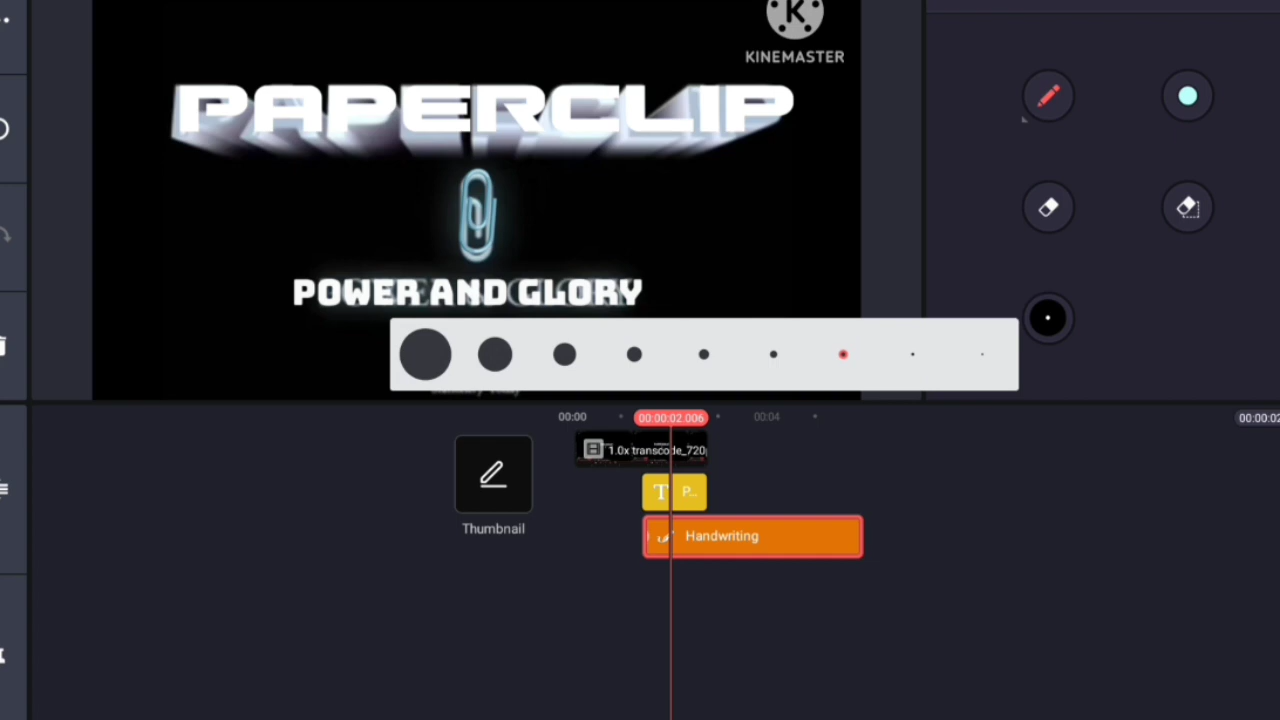 K
KINEMASTER
PAPERCLIP
POWER AND GLORY
00:00
00:00:02.006
00:04
00:00:02
1.0x transcode_720p
T P...
Handwriting
Thumbnail